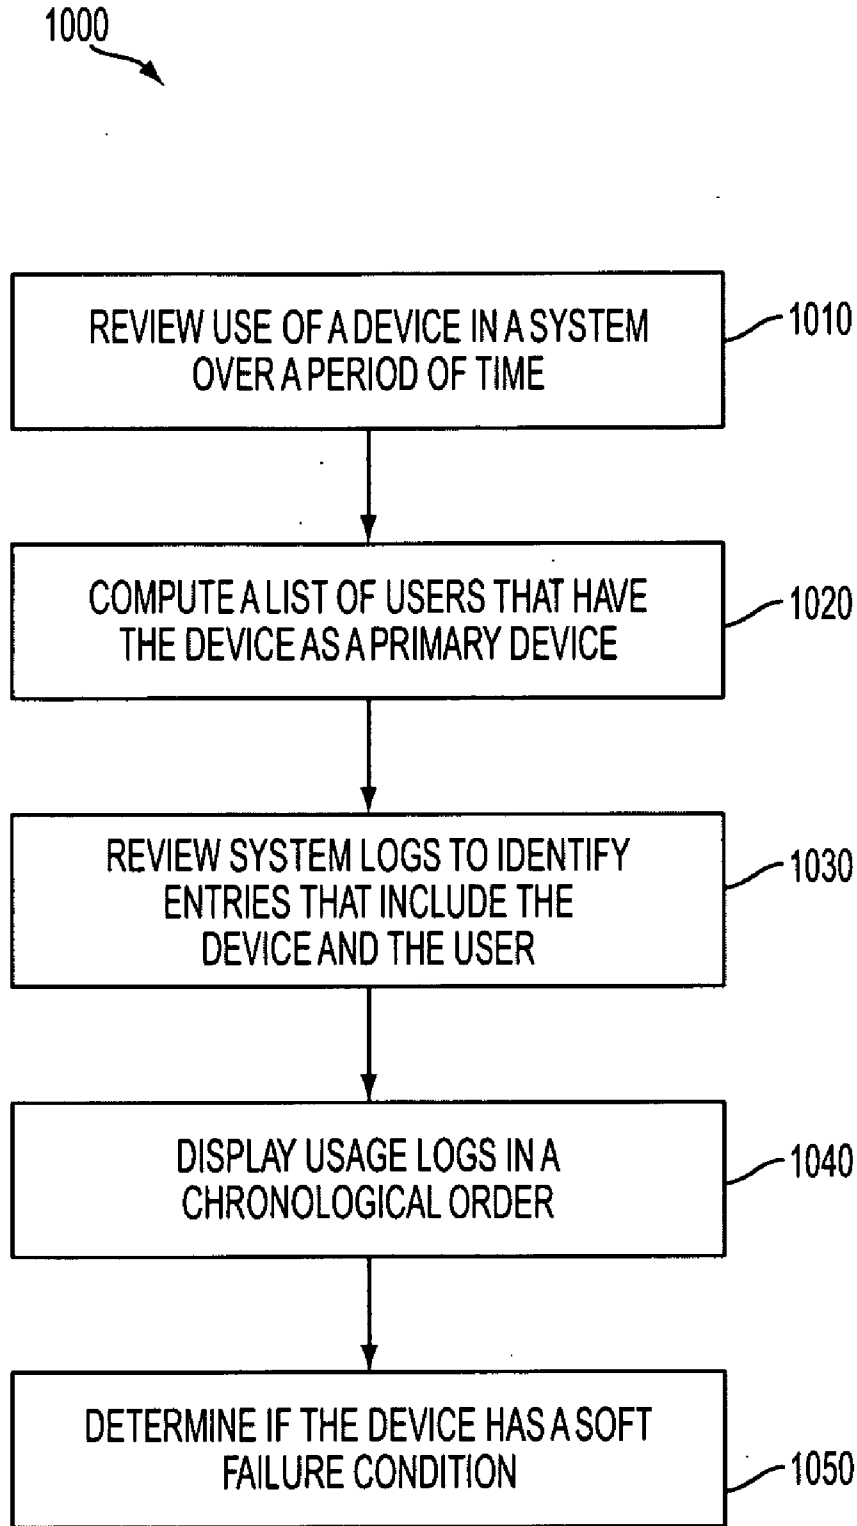 1000
REVIEW USE OF A DEVICE IN A SYSTEM
OVER A PERIOD OF TIME
1010
COMPUTE A LIST OF USERS THAT HAVE
THE DEVICE AS A PRIMARY DEVICE
1020
REVIEW SYSTEM LOGS TO IDENTIFY
ENTRIES THAT INCLUDE THE
DEVICE AND THE USER
1030
DISPLAY USAGE LOGS IN A
CHRONOLOGICAL ORDER
1040
DETERMINE IF THE DEVICE HAS A SOFT
FAILURE CONDITION
1050